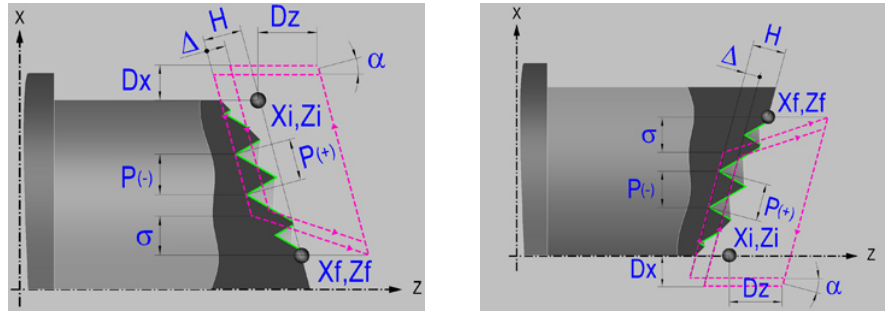 X
H
Dz
Δ
α
Dx
Xi,Zi
P(+)
P(-)
σ
Xf,Zf
Z
X
H
Δ
Xf,Zf
σ
P(-)
P(+)
Xi,Zi
Z
Dx
Dz
α